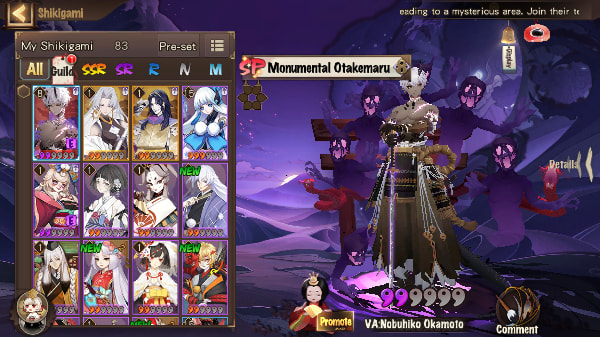 Shikigami
eading to a mysterious area. Join their te
My Shikigami 83 Pre-set
All Guild SSR SR R N M
SP Monumental Otakemaru
Display
Details
NEW
NEW
NEW
Promote
VA:Nobuhiko Okamoto
Comment